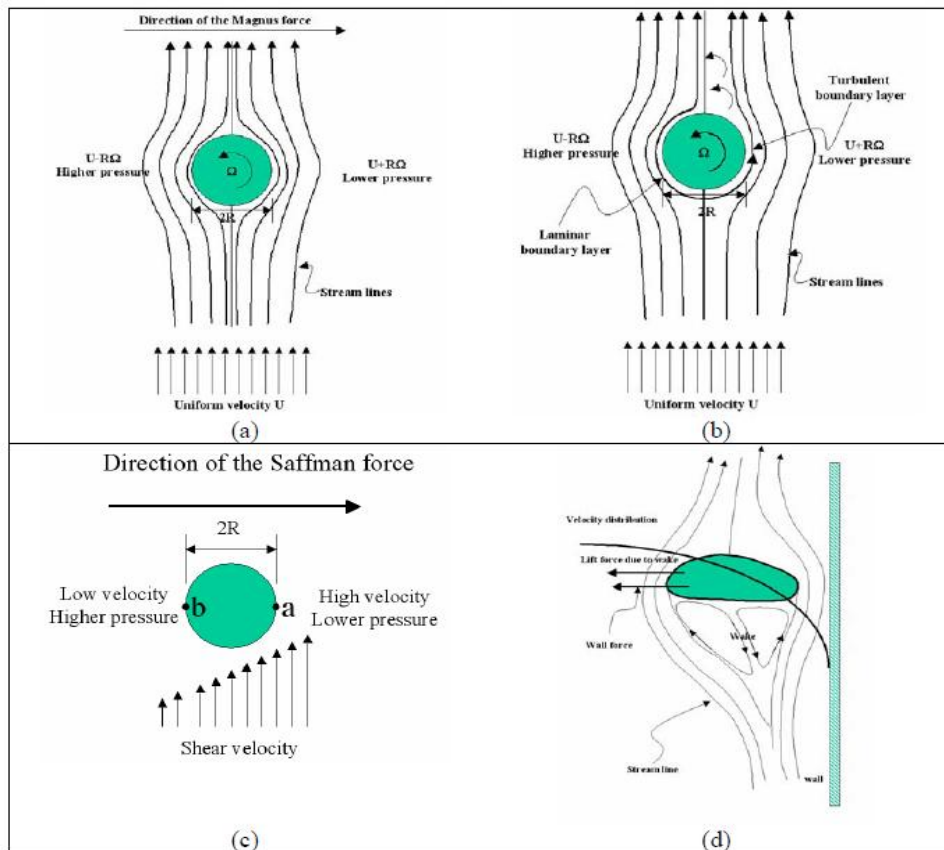 Direction of the Magnus force
U-RΩ
Higher pressure
Ω
U+RΩ
Lower pressure
2R
Stream lines
Uniform velocity U
(a)
Turbulent
boundary layer
U-RΩ
Higher pressure
Ω
U+RΩ
Lower pressure
2R
Laminar
boundary layer
Stream lines
Uniform velocity U
(b)
Direction of the Saffman force
2R
Low velocity
Higher pressure
b
a
High velocity
Lower pressure
Shear velocity
(c)
Velocity distribution
Lift force due to wake
Wall force
Wake
Stream line
wall
(d)